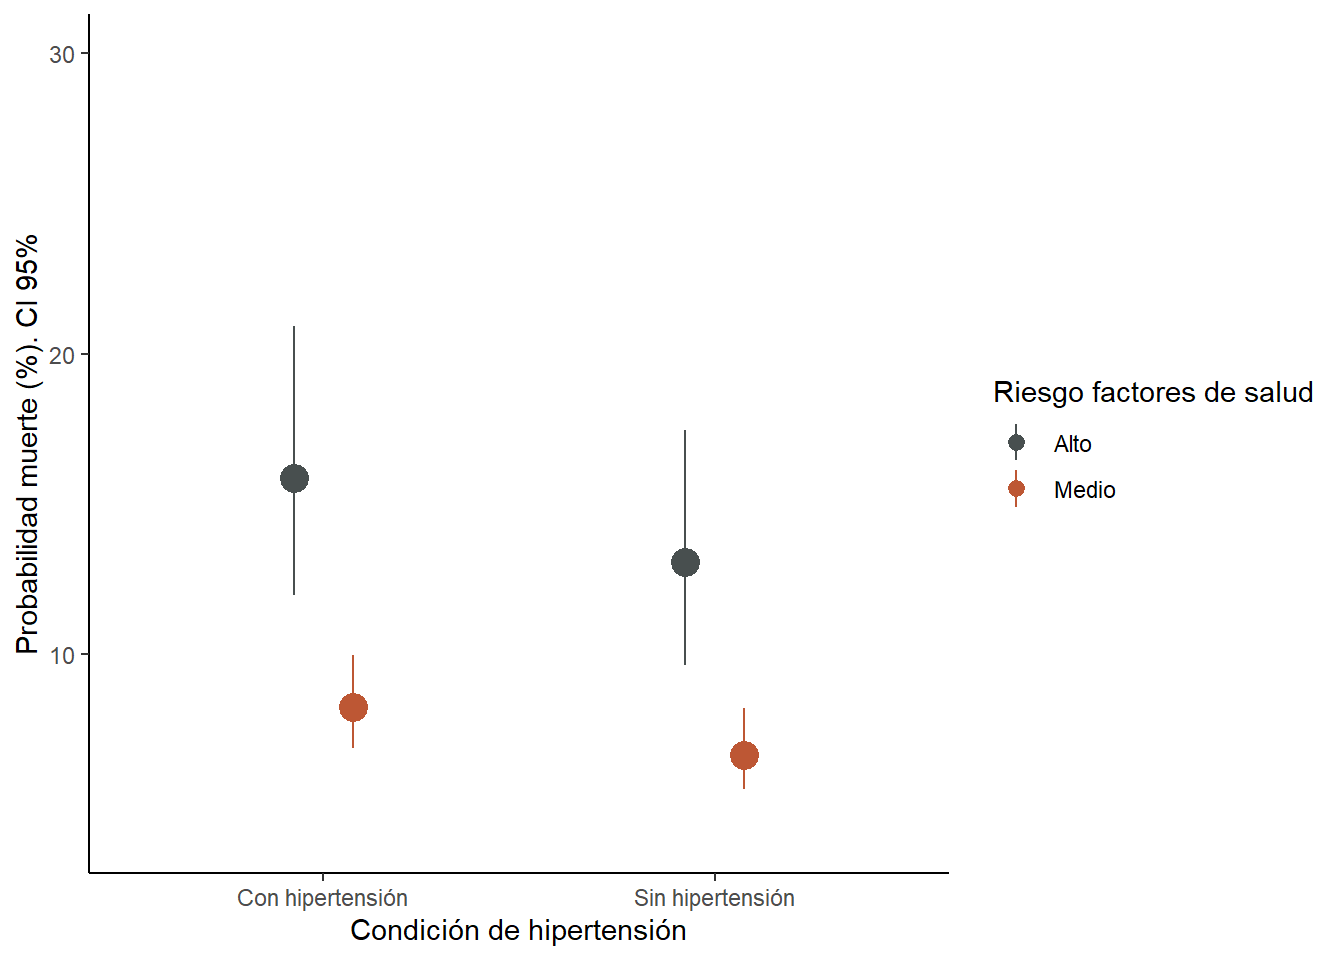 Probabilidad muerte (%). CI 95%
30
20
10
Con hipertensión
Sin hipertensión
Condición de hipertensión
Riesgo factores de salud
Alto
Medio